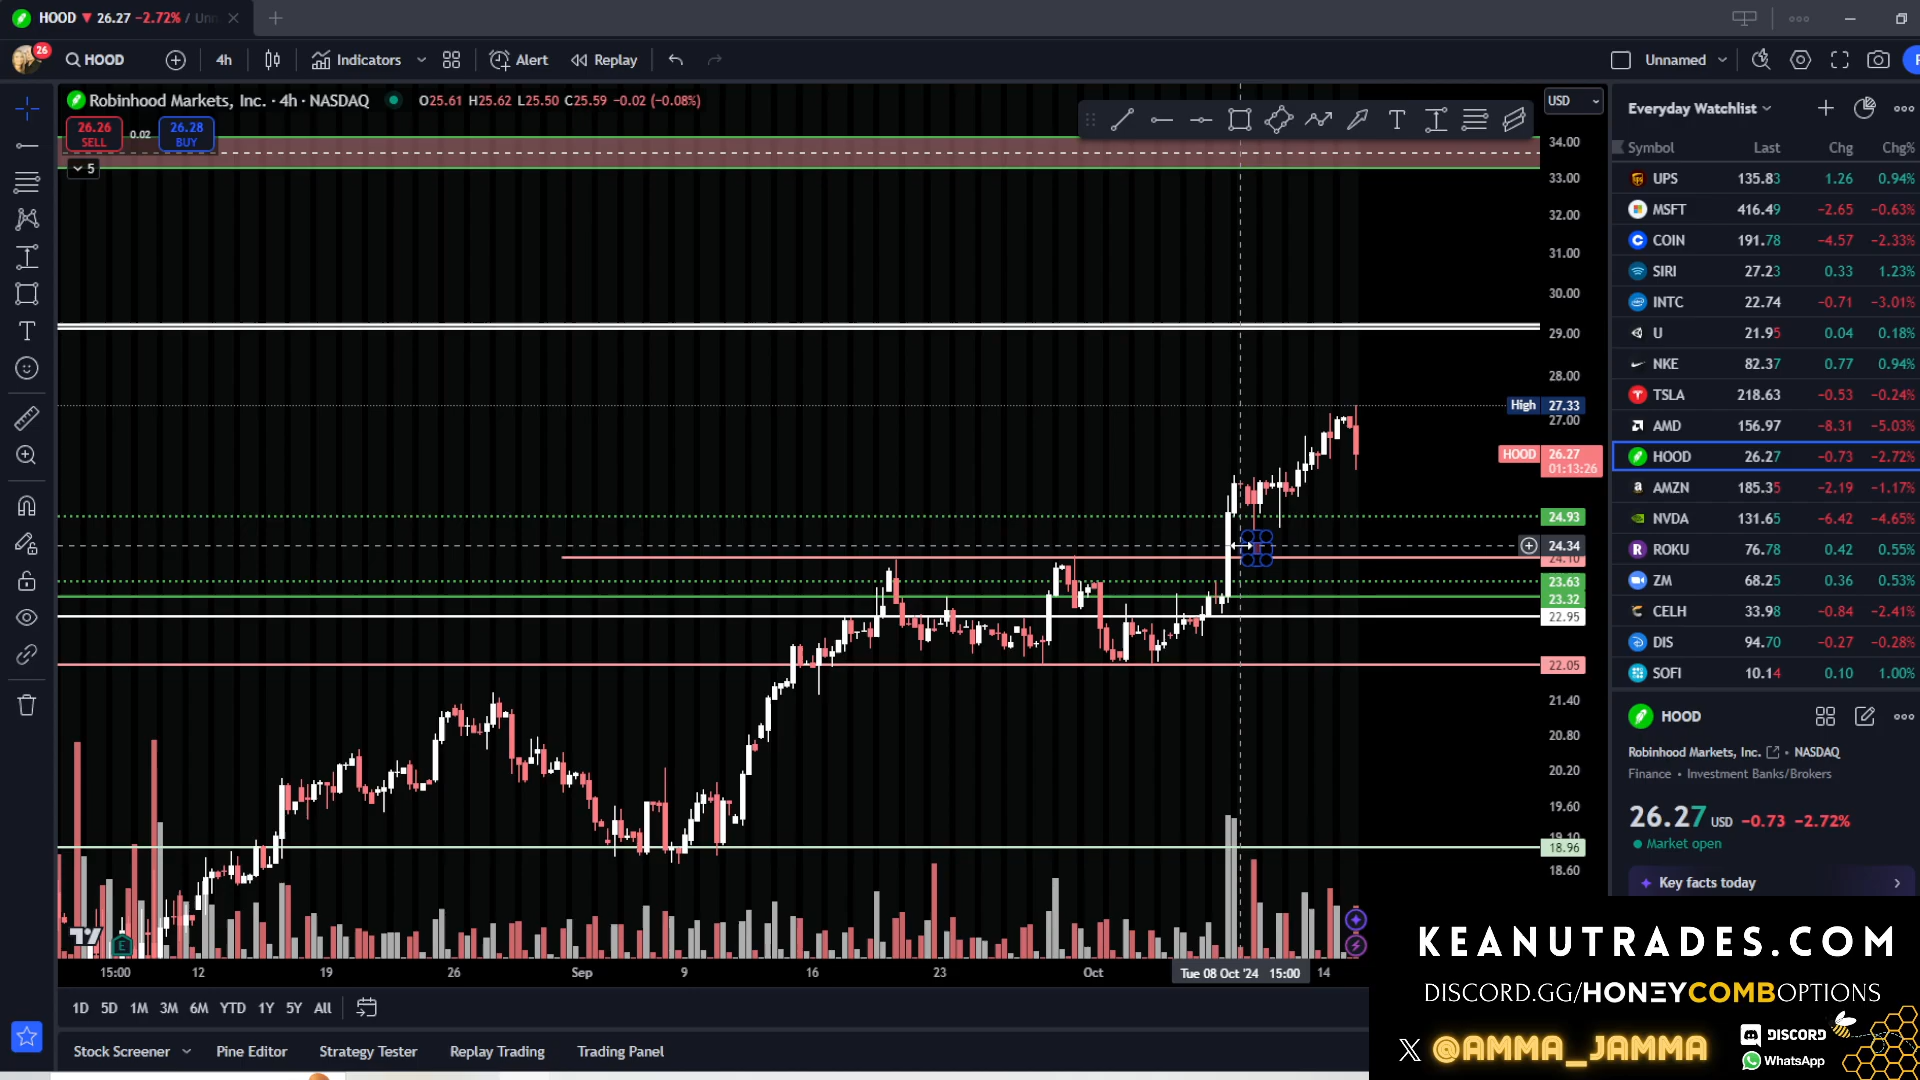 HOOD ▼ 26.27 −2.72% / Unn
26
HOOD
4h
Indicators
Alert
Replay
Unnamed
Robinhood Markets, Inc. · 4h · NASDAQ
O25.61 H25.62 L25.50 C25.59 −0.02 (−0.08%)
26.26
SELL
0.02
26.28
BUY
5
USD
34.00
33.00
32.00
31.00
30.00
29.00
28.00
High 27.33
27.00
HOOD 26.27
01:13:26
24.93
24.34
24.10
23.63
23.32
22.95
22.05
21.40
20.80
20.20
19.60
19.10
18.96
18.60
E
15:00 12 19 26 Sep 9 16 23 Oct Tue 08 Oct '24 15:00 14
1D 5D 1M 3M 6M YTD 1Y 5Y All
Stock Screener Pine Editor Strategy Tester Replay Trading Trading Panel
Everyday Watchlist
Symbol Last Chg Chg%
UPS 135.83 1.26 0.94%
MSFT 416.49 −2.65 −0.63%
COIN 191.78 −4.57 −2.33%
SIRI 27.23 0.33 1.23%
INTC 22.74 −0.71 −3.01%
U 21.95 0.04 0.18%
NKE 82.37 0.77 0.94%
TSLA 218.63 −0.53 −0.24%
AMD 156.97 −8.31 −5.03%
HOOD 26.27 −0.73 −2.72%
AMZN 185.35 −2.19 −1.17%
NVDA 131.65 −6.42 −4.65%
ROKU 76.78 0.42 0.55%
ZM 68.25 0.36 0.53%
CELH 33.98 −0.84 −2.41%
DIS 94.70 −0.27 −0.28%
SOFI 10.14 0.10 1.00%
HOOD
Robinhood Markets, Inc. • NASDAQ
Finance • Investment Banks/Brokers
26.27 USD −0.73 −2.72%
Market open
Key facts today
KEANUTRADES.COM
DISCORD.GG/HONEYCOMBOPTIONS
X @AMMA_JAMMA
DISCORD
WhatsApp